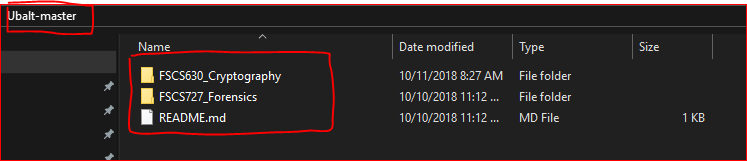 Ubalt-master
Name Date modified Type Size
FSCS630_Cryptography 10/11/2018 8:27 AM File folder
FSCS727_Forensics 10/10/2018 11:12 ... File folder
README.md 10/10/2018 11:12 ... MD File 1 KB